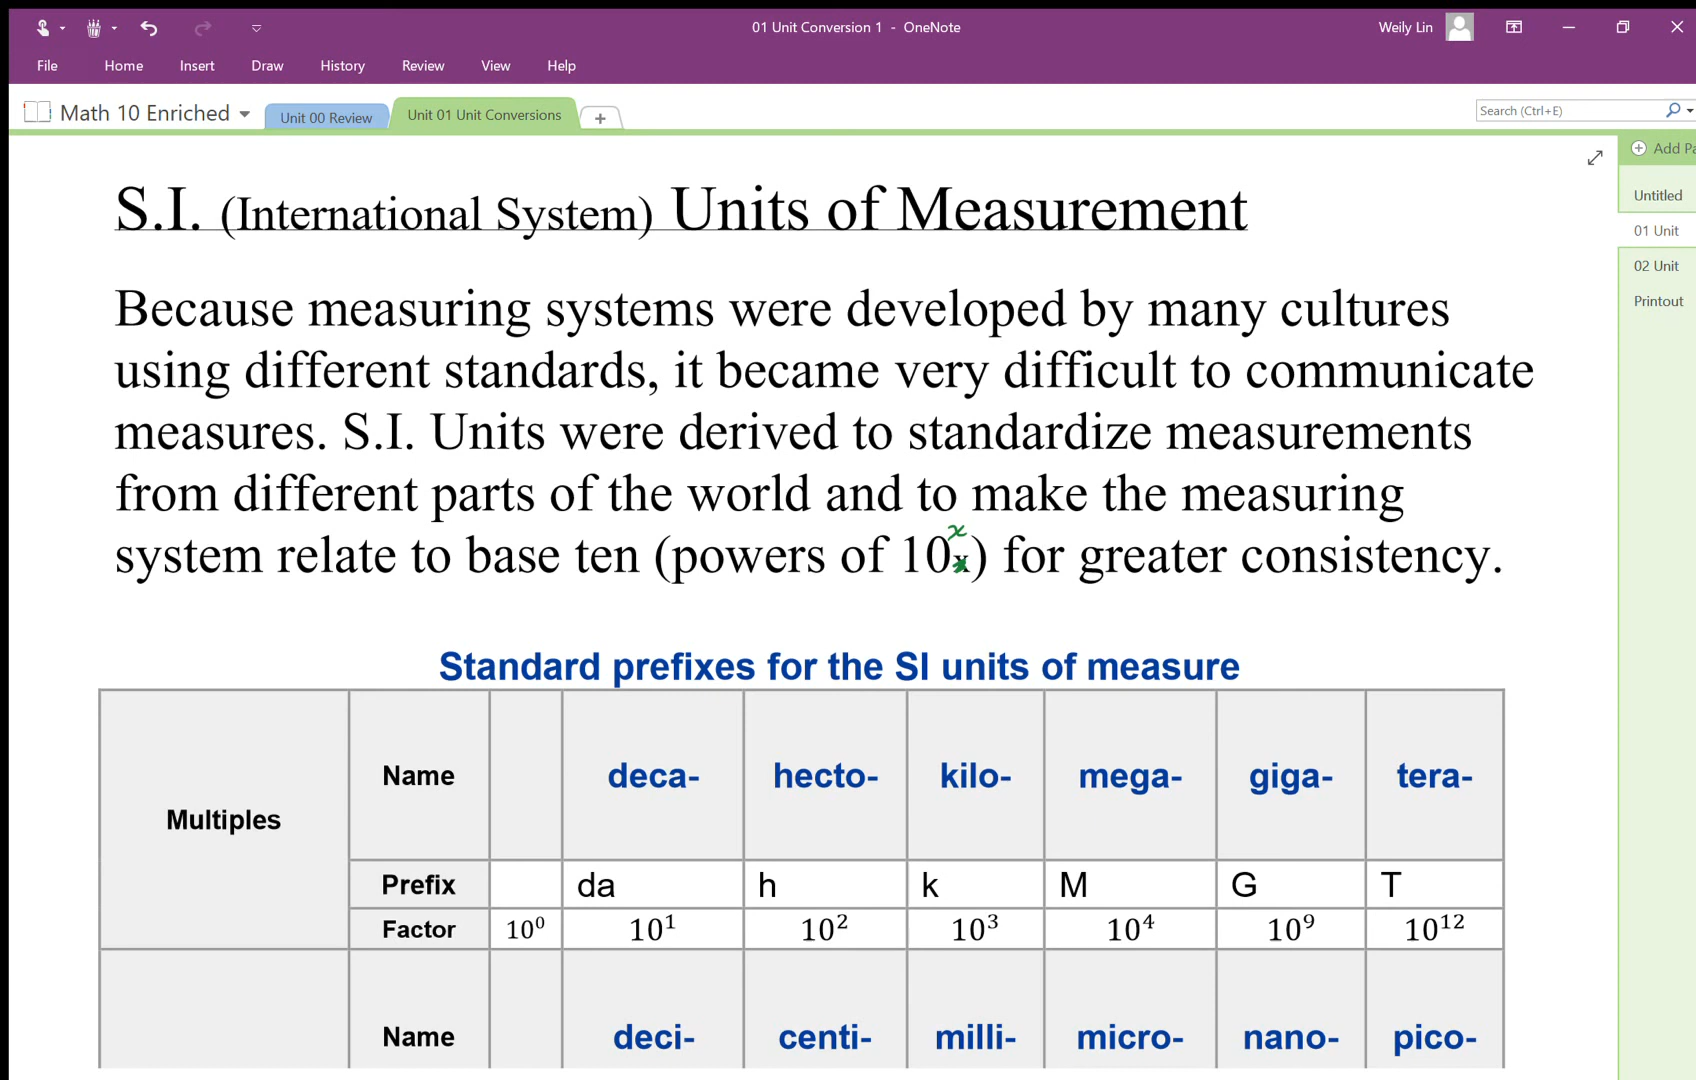 01 Unit Conversion 1 - OneNote
Weily Lin
File Home Insert Draw History Review View Help
Math 10 Enriched
Unit 00 Review
Unit 01 Unit Conversions
+
Search (Ctrl+E)
Add Pa
Untitled
01 Unit
02 Unit
Printout
S.I. (International System) Units of Measurement
Because measuring systems were developed by many cultures
using different standards, it became very difficult to communicate
measures. S.I. Units were derived to standardize measurements
from different parts of the world and to make the measuring
system relate to base ten (powers of 10ˣx) for greater consistency.
Standard prefixes for the SI units of measure
Multiples
Name deca- hecto- kilo- mega- giga- tera-
Prefix da h k M G T
Factor 10⁰ 10¹ 10² 10³ 10⁴ 10⁹ 10¹²
Name deci- centi- milli- micro- nano- pico-